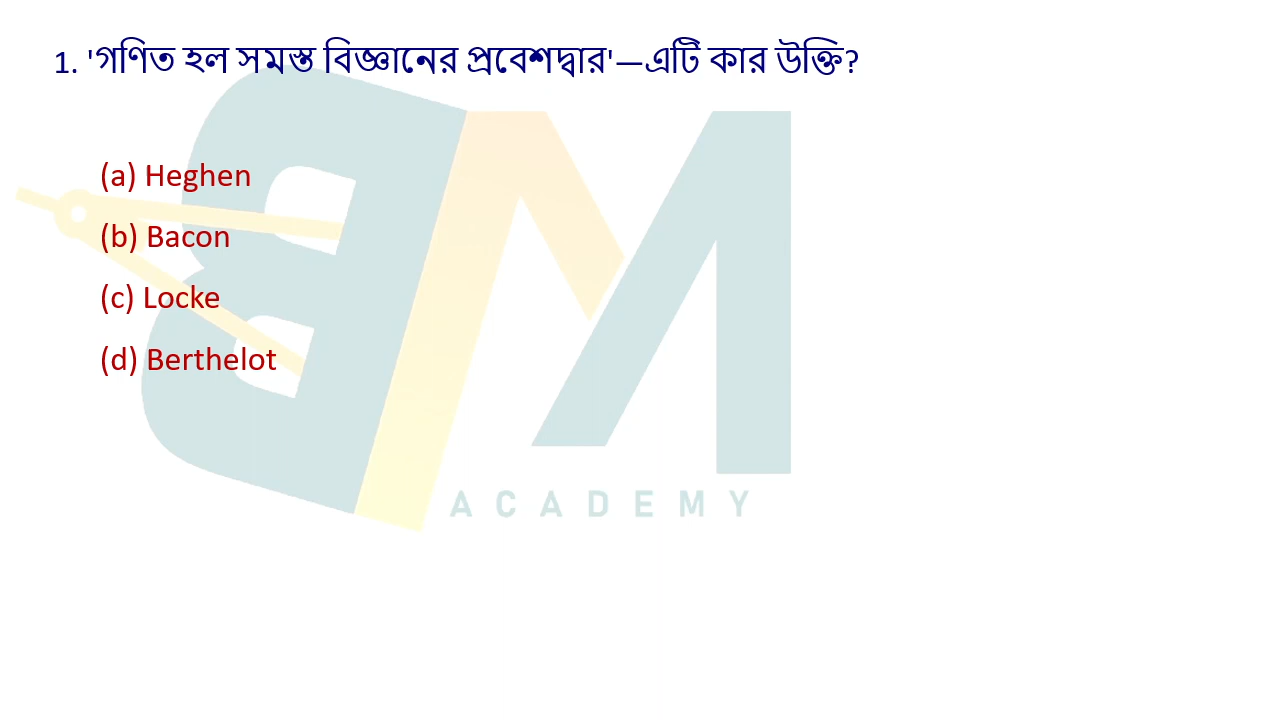 1. 'গণিত হল সমস্ত বিজ্ঞানের প্রবেশদ্বার'—এটি কার উক্তি?
(a) Heghen
(b) Bacon
(c) Locke
(d) Berthelot
ACADEMY